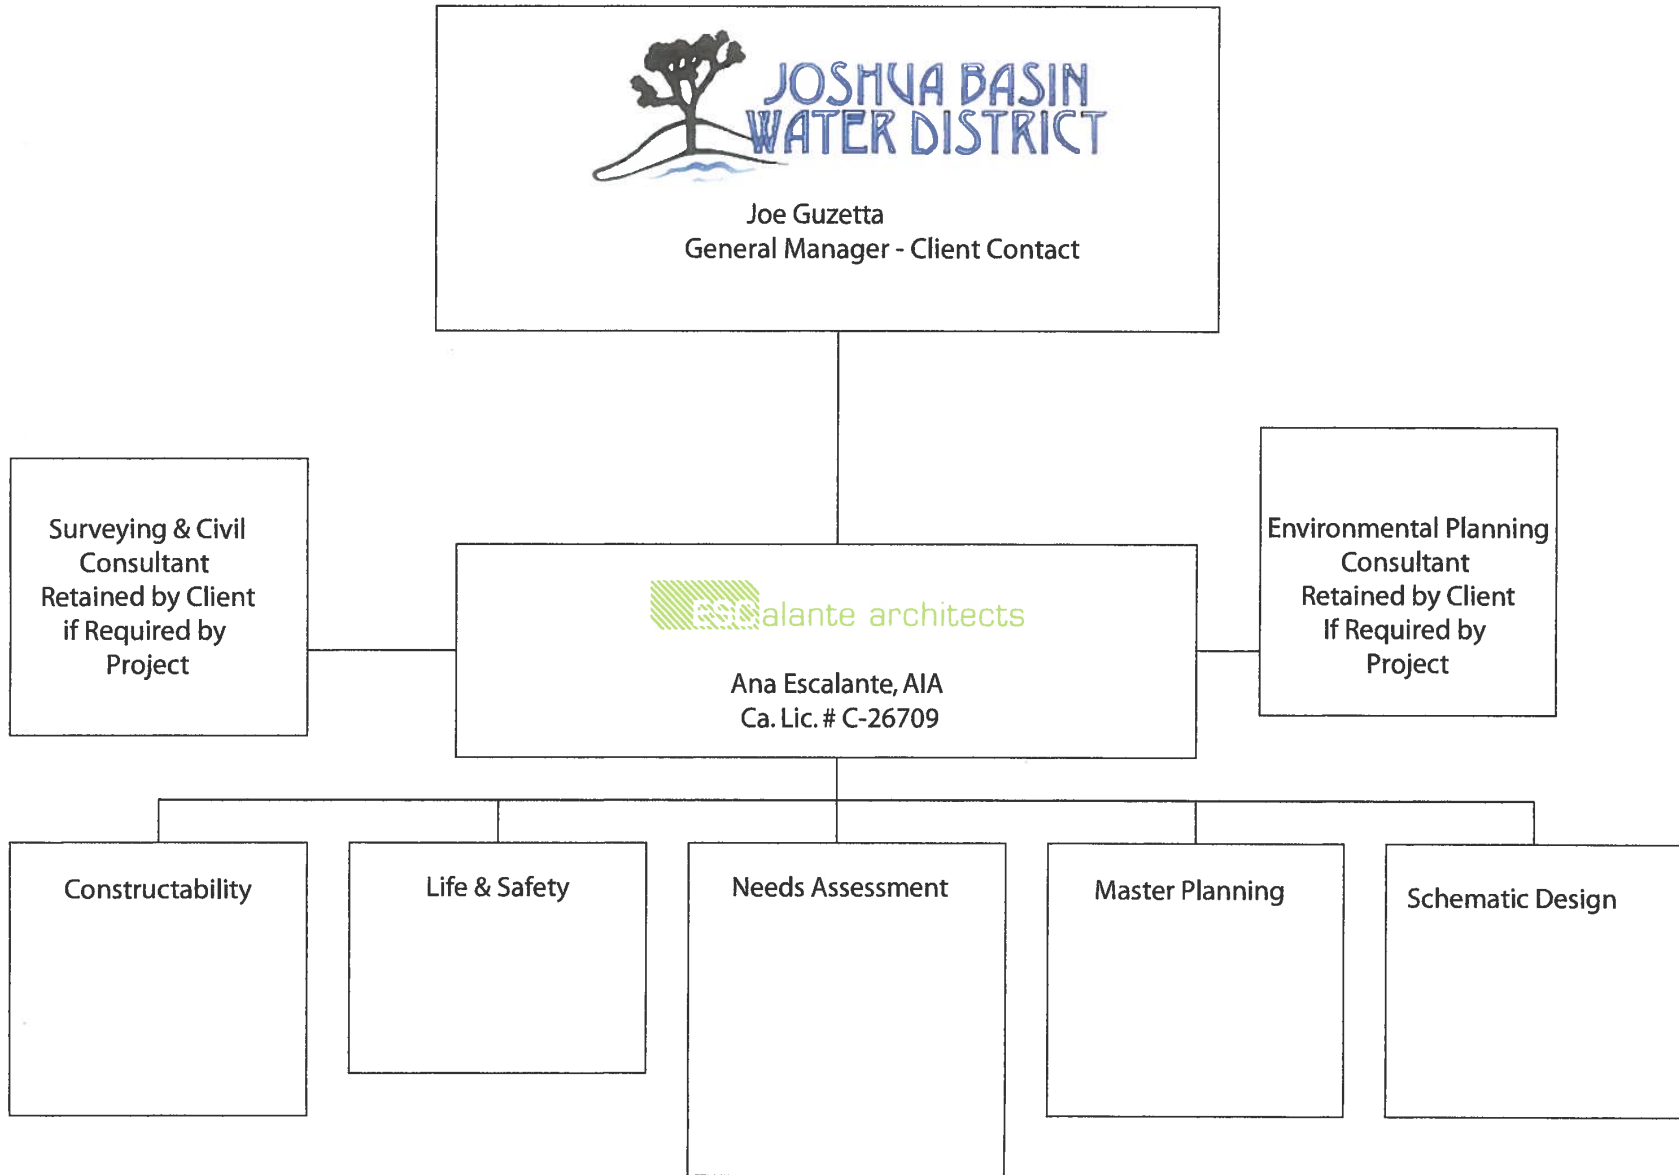 JOSHUA BASIN
WATER DISTRICT
Joe Guzetta
General Manager - Client Contact
Surveying & Civil
Consultant
Retained by Client
if Required by
Project
ESCalante architects
Ana Escalante, AIA
Ca. Lic. # C-26709
Environmental Planning
Consultant
Retained by Client
If Required by
Project
Constructability
Life & Safety
Needs Assessment
Master Planning
Schematic Design